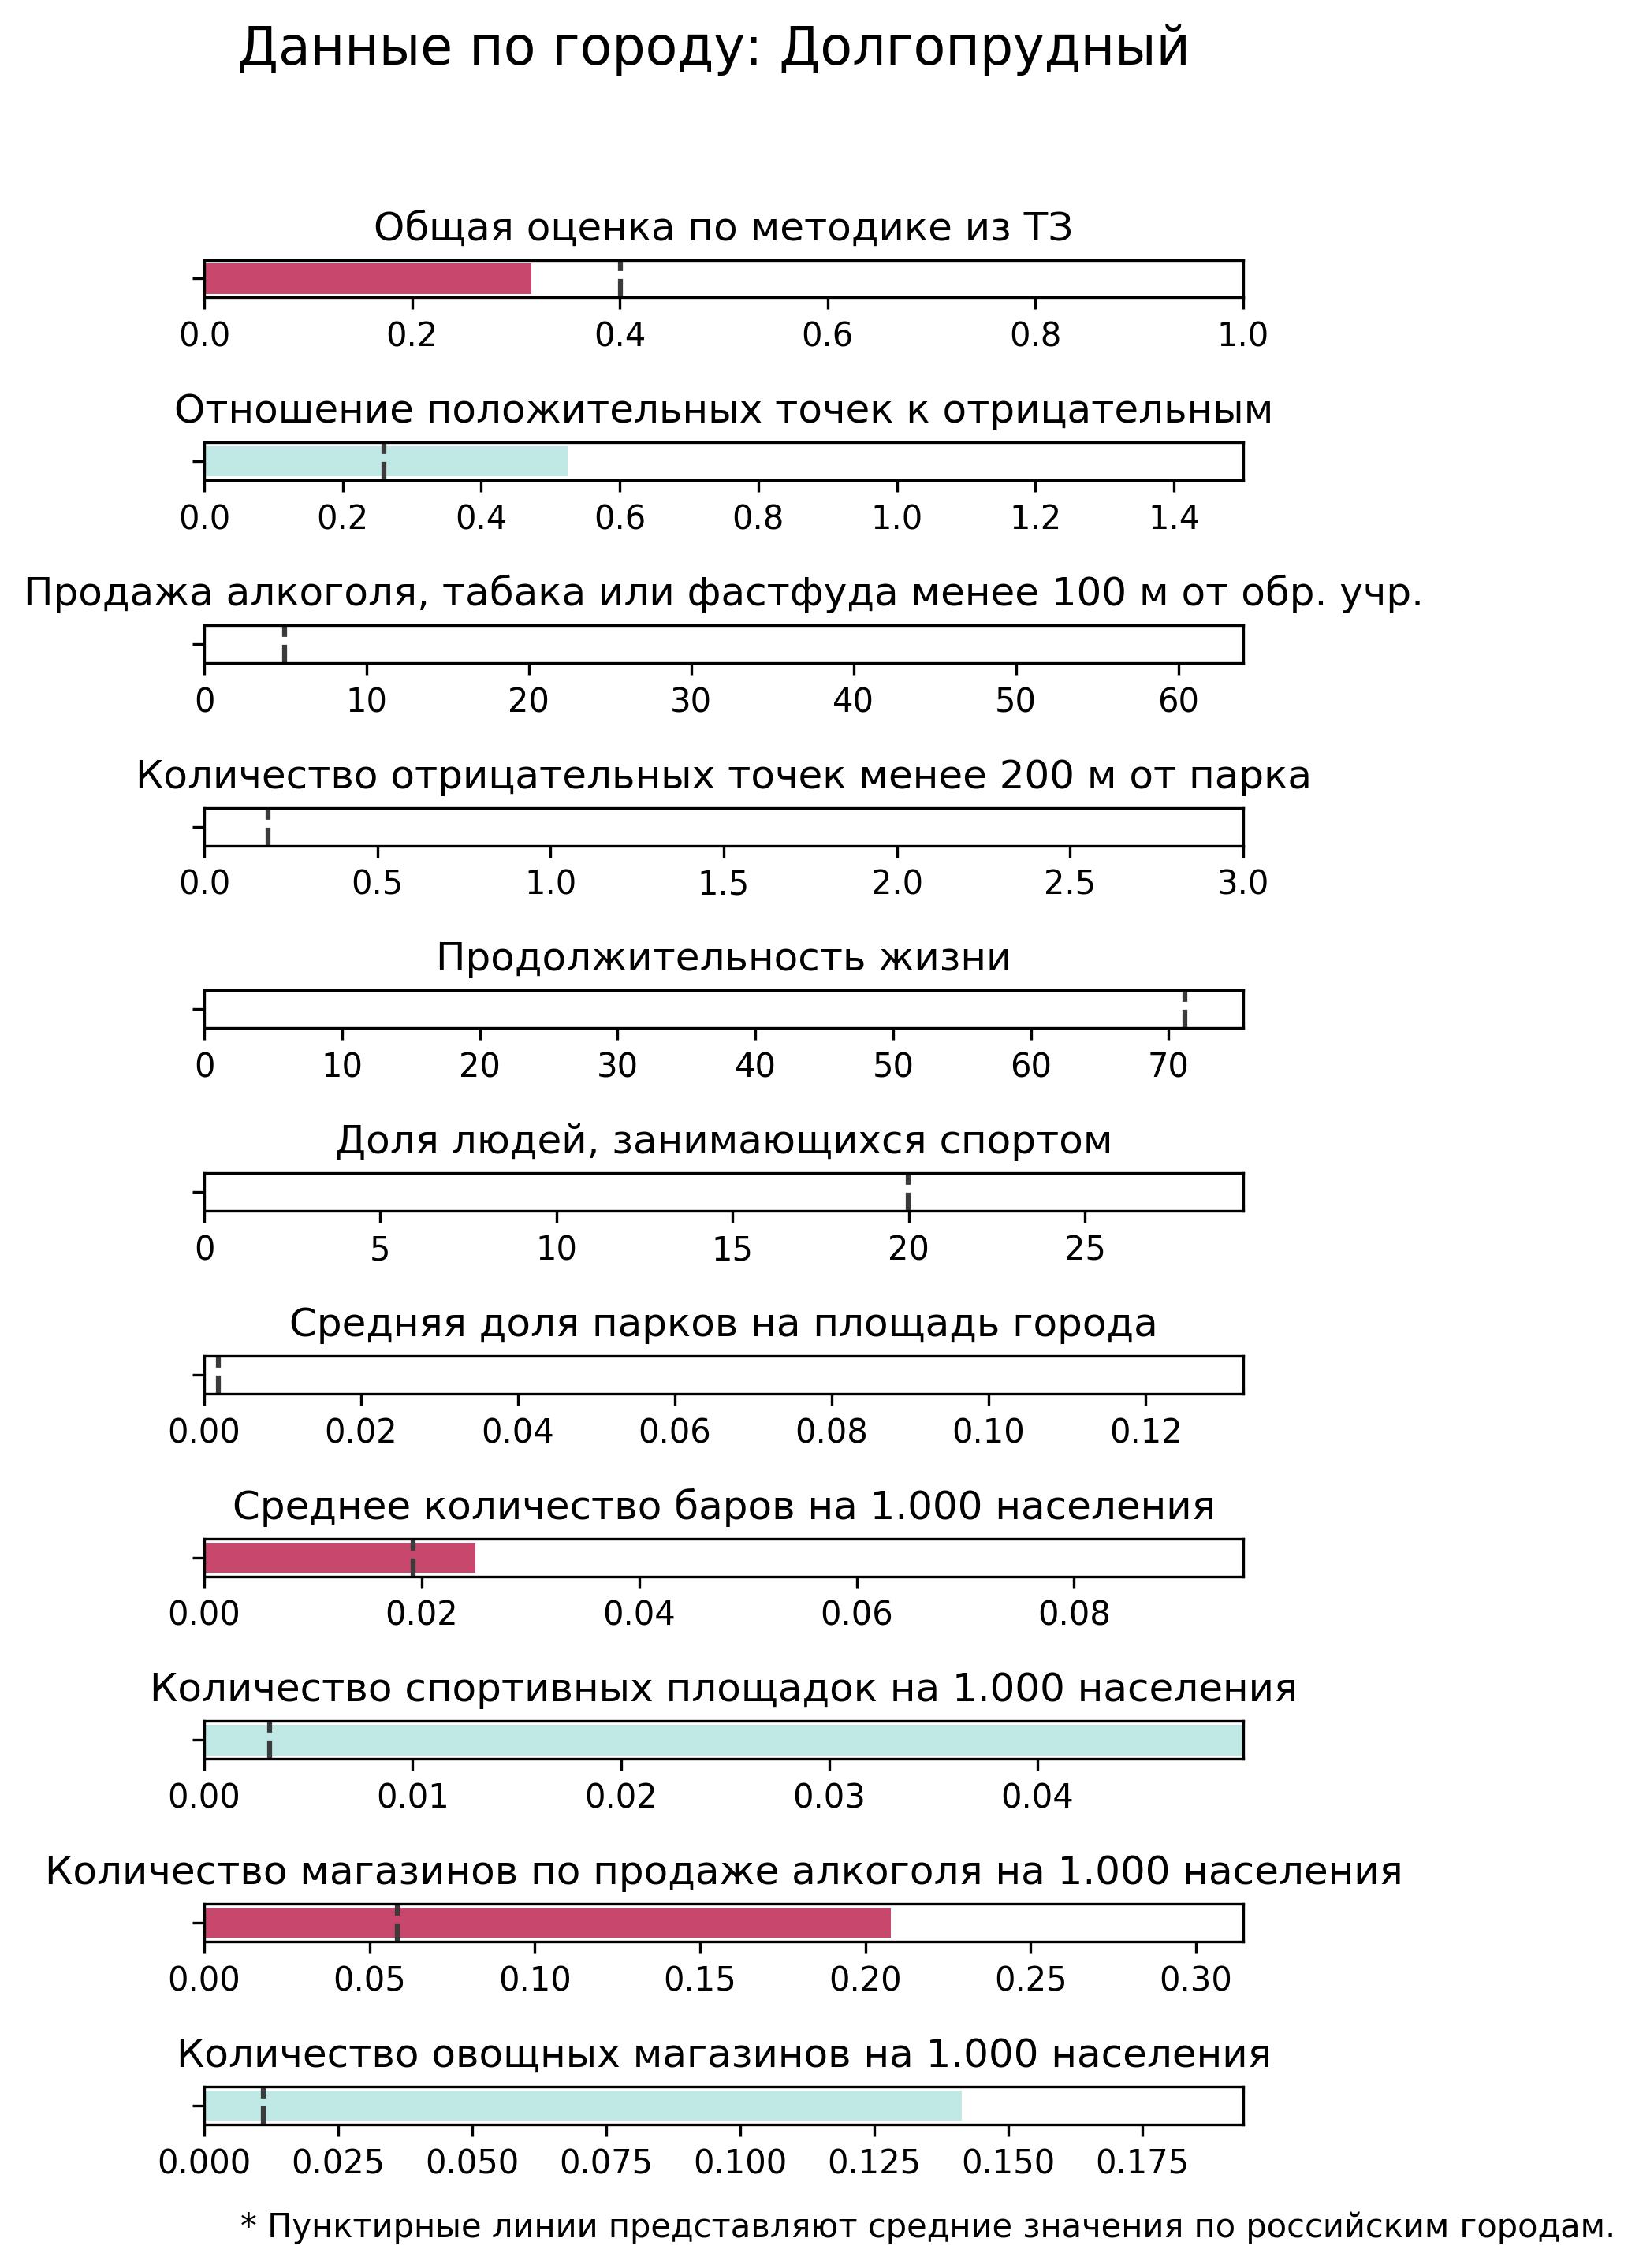 Данные по городу: Долгопрудный
Общая оценка по методике из ТЗ
0.0 0.2 0.4 0.6 0.8 1.0
Отношение положительных точек к отрицательным
0.0 0.2 0.4 0.6 0.8 1.0 1.2 1.4
Продажа алкоголя, табака или фастфуда менее 100 м от обр. учр.
0 10 20 30 40 50 60
Количество отрицательных точек менее 200 м от парка
0.0 0.5 1.0 1.5 2.0 2.5 3.0
Продолжительность жизни
0 10 20 30 40 50 60 70
Доля людей, занимающихся спортом
0 5 10 15 20 25
Средняя доля парков на площадь города
0.00 0.02 0.04 0.06 0.08 0.10 0.12
Среднее количество баров на 1.000 населения
0.00 0.02 0.04 0.06 0.08
Количество спортивных площадок на 1.000 населения
0.00 0.01 0.02 0.03 0.04
Количество магазинов по продаже алкоголя на 1.000 населения
0.00 0.05 0.10 0.15 0.20 0.25 0.30
Количество овощных магазинов на 1.000 населения
0.000 0.025 0.050 0.075 0.100 0.125 0.150 0.175
* Пунктирные линии представляют средние значения по российским городам.